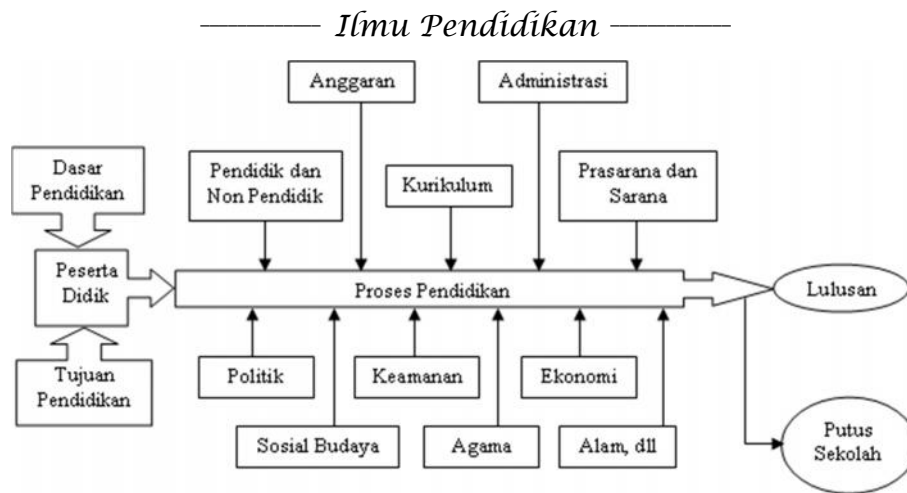 Ilmu Pendidikan
Anggaran
Administrasi
Dasar
Pendidikan
Pendidik dan
Non Pendidik
Kurikulum
Prasarana dan
Sarana
Peserta
Didik
Proses Pendidikan
Lulusan
Tujuan
Pendidikan
Politik
Keamanan
Ekonomi
Sosial Budaya
Agama
Alam, dll
Putus
Sekolah